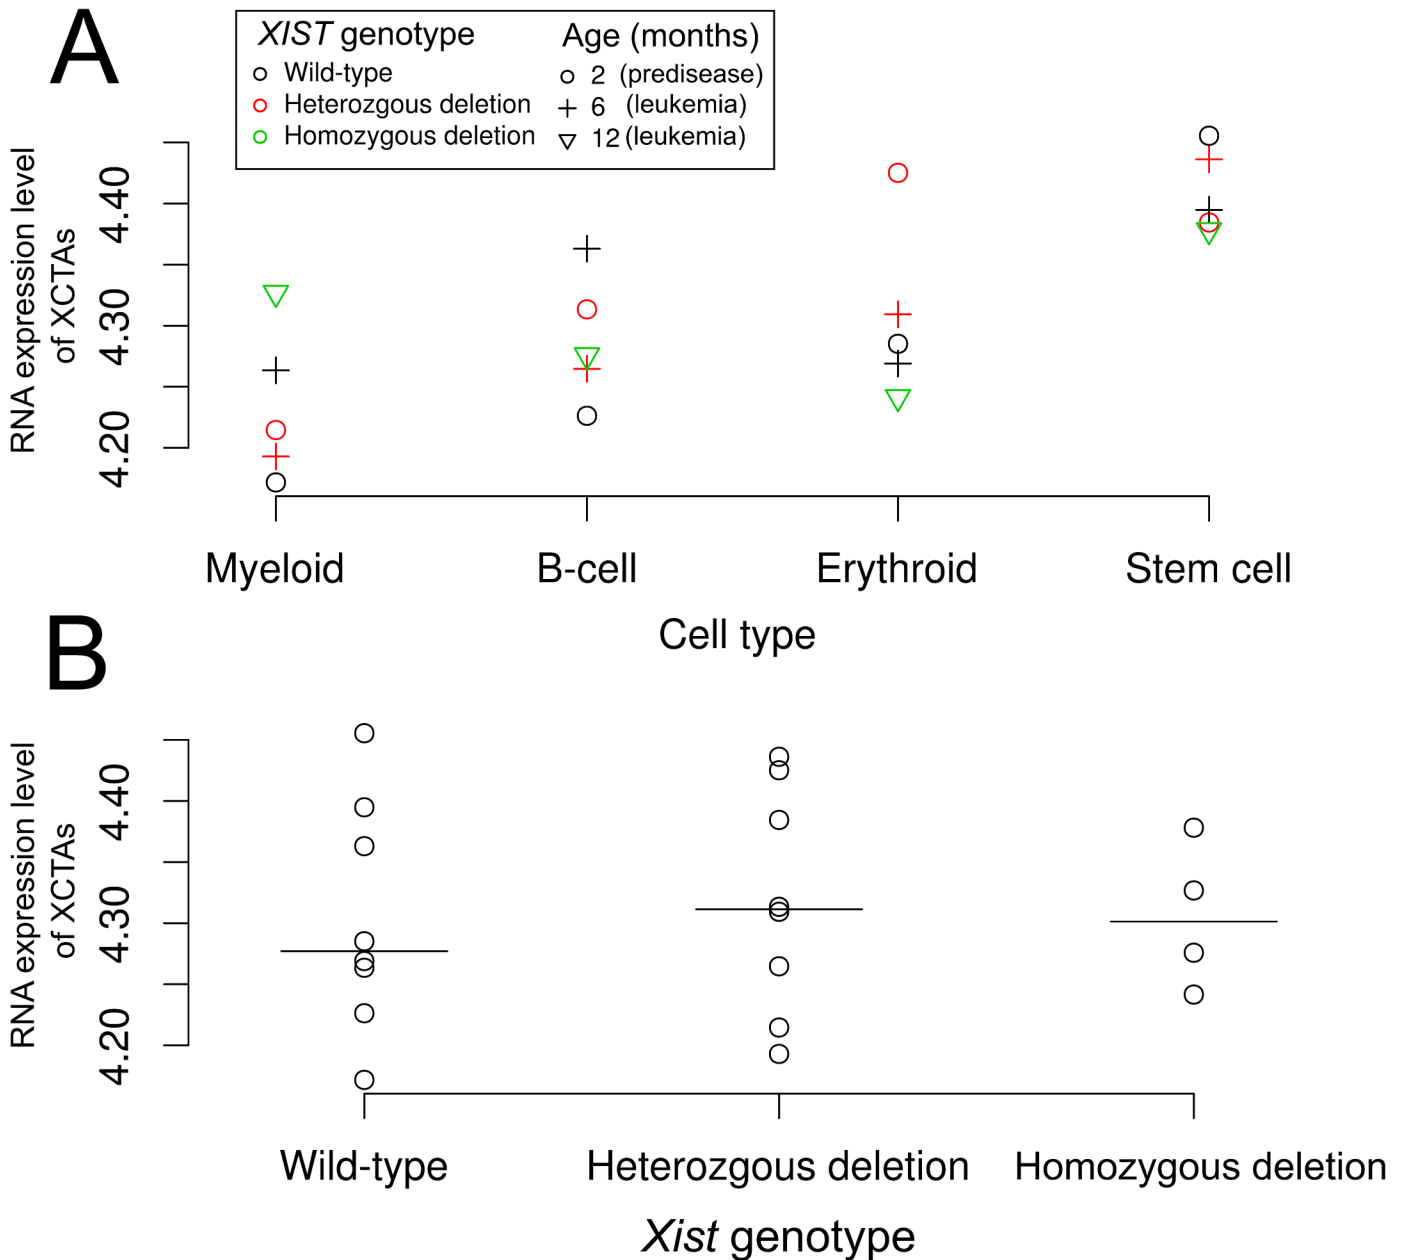 A
XIST genotype
Wild-type
Heterozgous deletion
Homozygous deletion
Age (months)
2 (predisease)
6 (leukemia)
12 (leukemia)
RNA expression level
of XCTAs
4.40
4.30
4.20
Myeloid
B-cell
Erythroid
Stem cell
Cell type
B
RNA expression level
of XCTAs
4.40
4.30
4.20
Wild-type
Heterozgous deletion
Homozygous deletion
Xist genotype